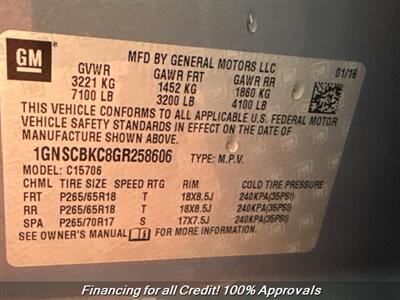 GM
MFD BY GENERAL MOTORS LLC
01/16
GVWR GAWR FRT GAWR RR
3221 KG 1452 KG 1860 KG
7100 LB 3200 LB 4100 LB
THIS VEHICLE CONFORMS TO ALL APPLICABLE U.S. FEDERAL MOTOR
VEHICLE SAFETY STANDARDS IN EFFECT ON THE DATE OF
MANUFACTURE SHOWN ABOVE.
1GNSCBKC8GR258606 TYPE: M.P.V.
MODEL: C15706
CHML TIRE SIZE SPEED RTG RIM COLD TIRE PRESSURE
FRT P265/65R18 T 18X8.5J 240KPA(35PSI)
RR P265/65R18 T 18X8.5J 240KPA(35PSI)
SPA P265/70R17 S 17X7.5J 240KPA(35PSI)
SEE OWNER'S MANUAL FOR MORE INFORMATION.
Financing for all Credit! 100% Approvals